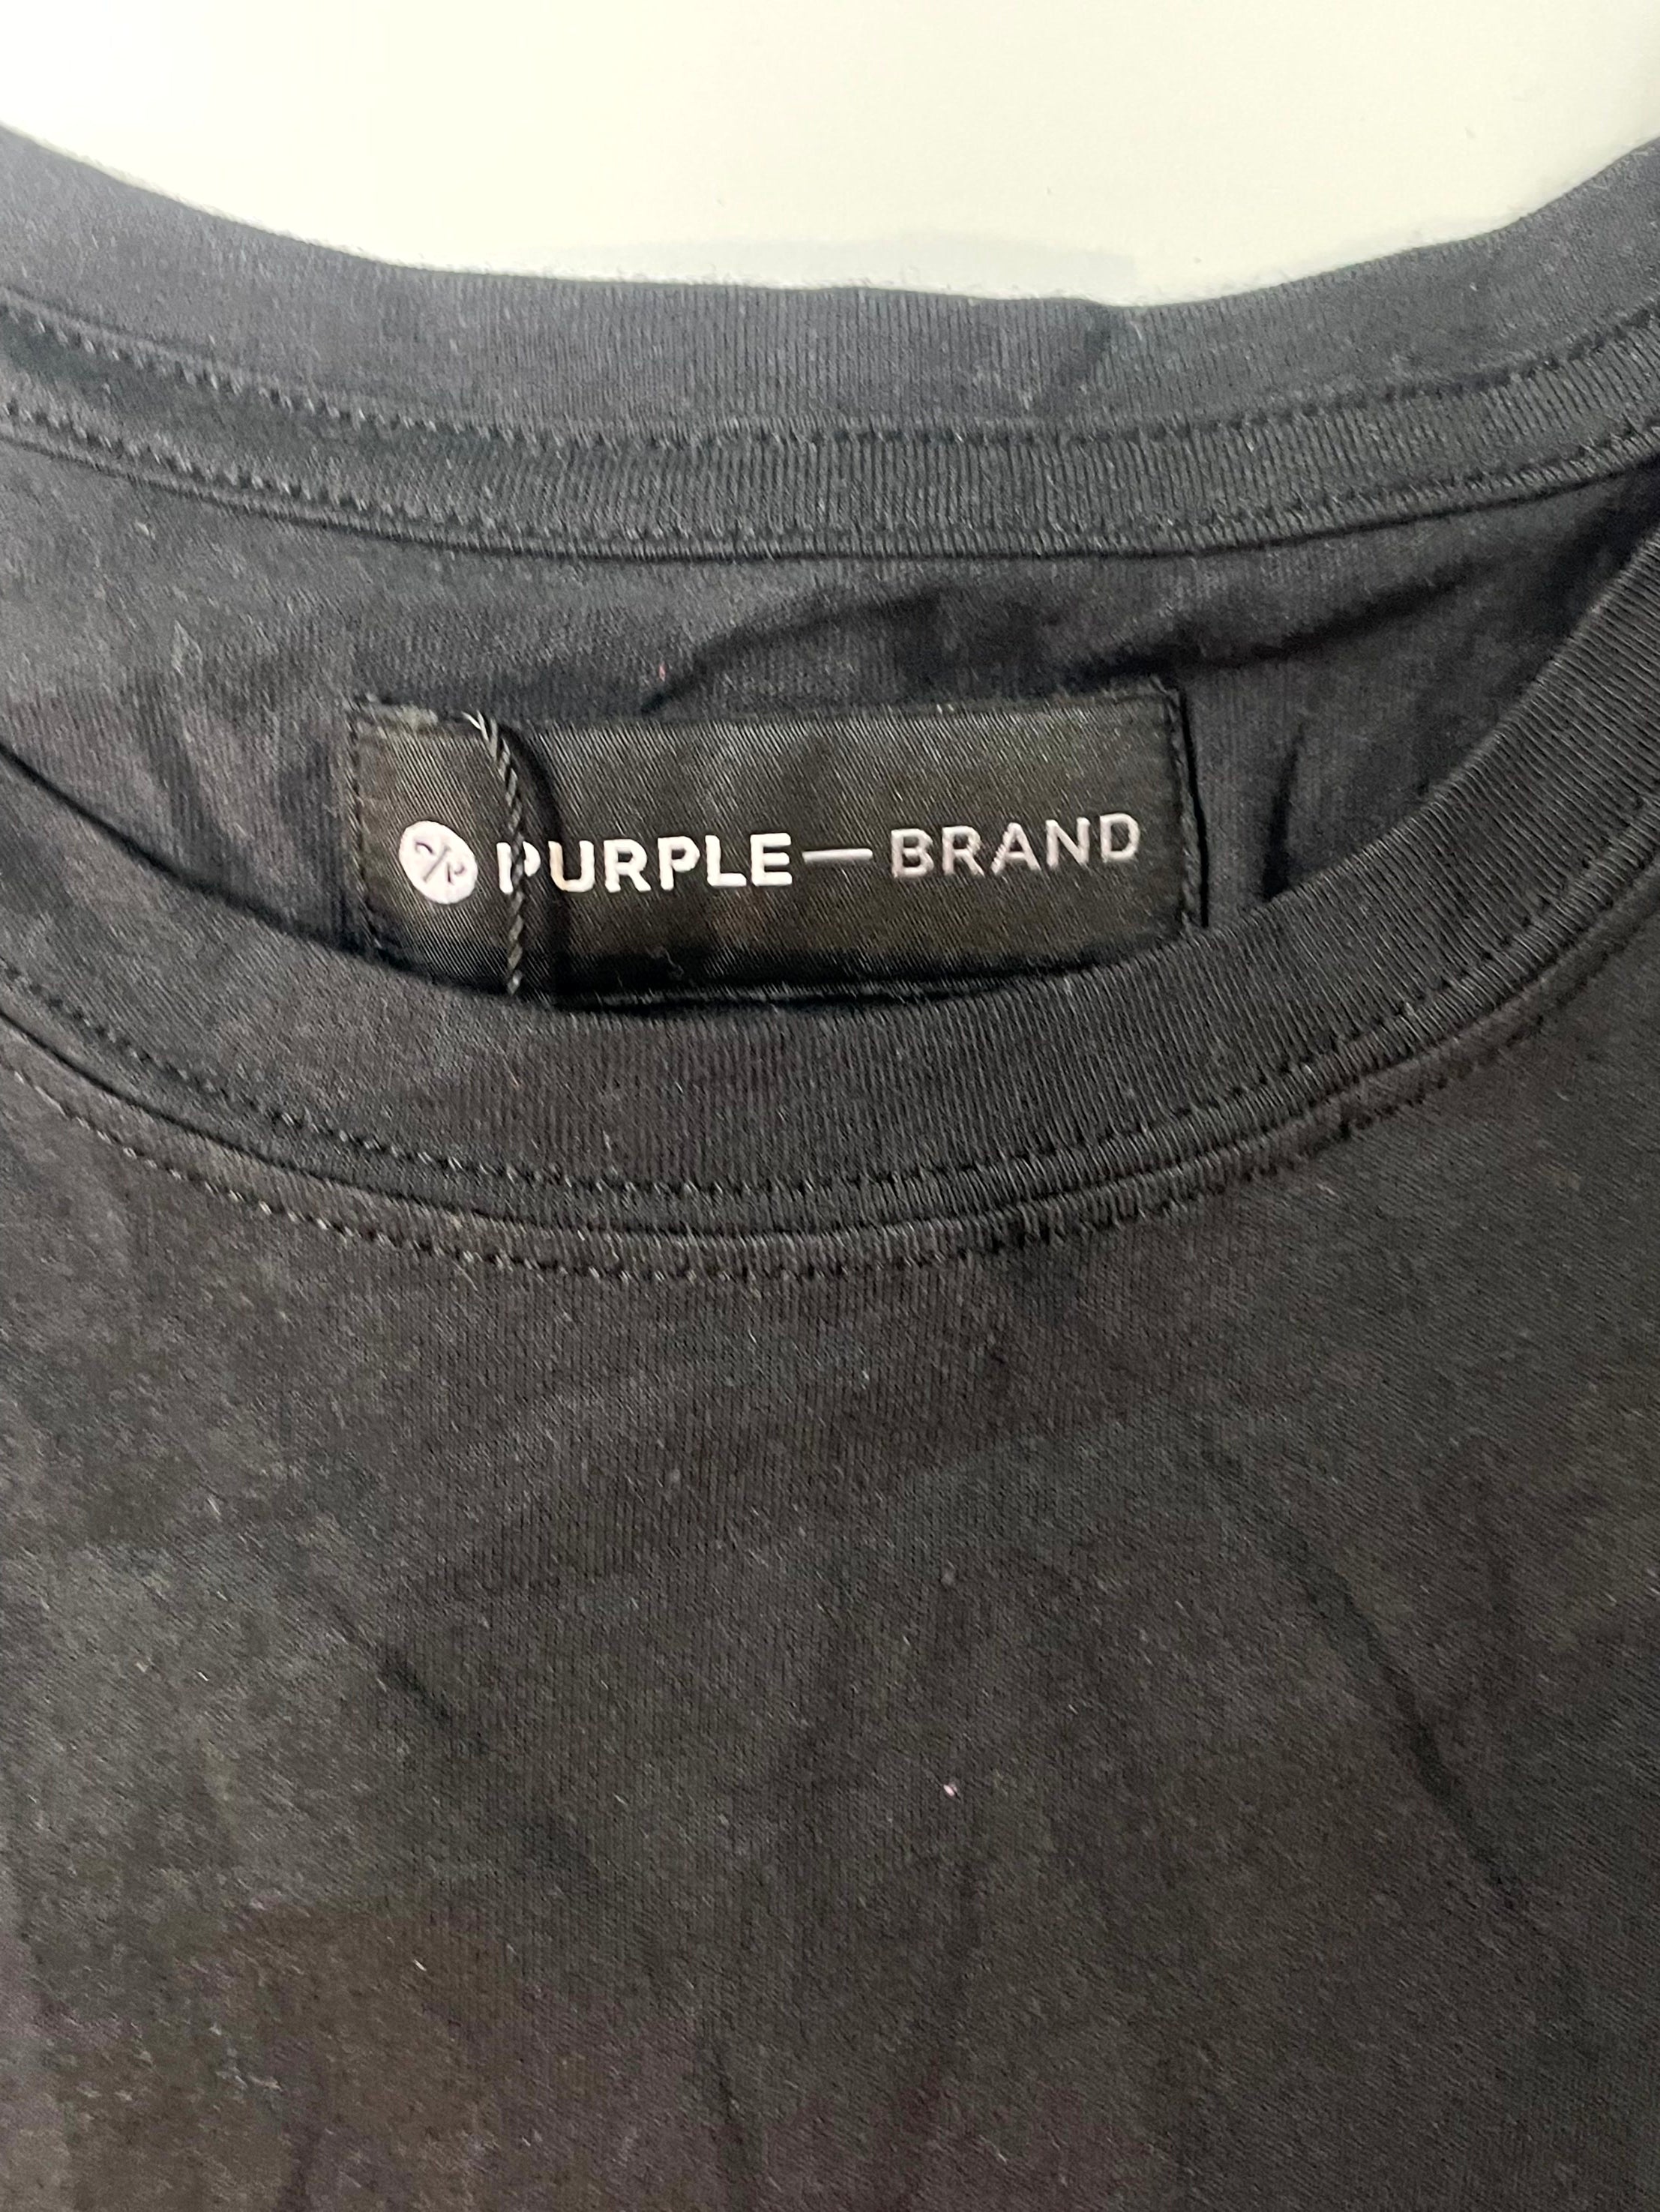 PURPLE — BRAND